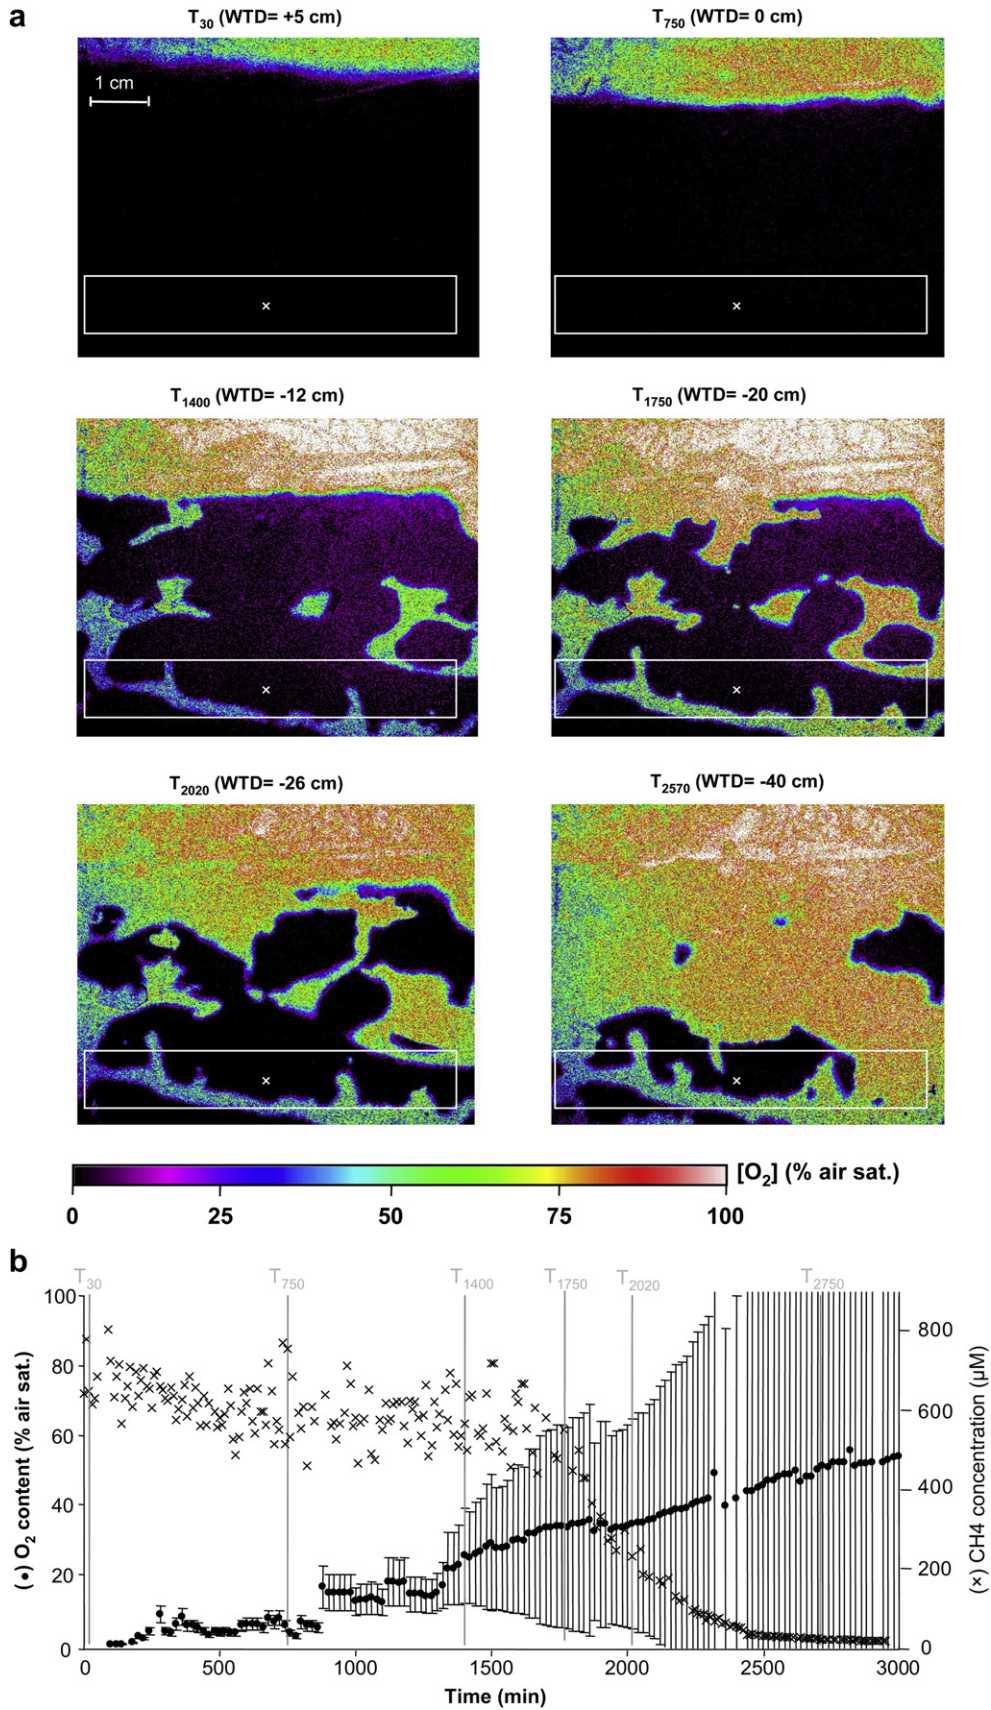 a
T30 (WTD= +5 cm)
T750 (WTD= 0 cm)
1 cm
×
×
T1400 (WTD= -12 cm)
T1750 (WTD= -20 cm)
×
×
T2020 (WTD= -26 cm)
T2570 (WTD= -40 cm)
×
×
[O2] (% air sat.)
0 25 50 75 100
b
T30 T750 T1400 T1750 T2020 T2750
(•) O2 content (% air sat.)
100
80
60
40
20
0
800
600
400
200
0
(×) CH4 concentration (µM)
0 500 1000 1500 2000 2500 3000
Time (min)